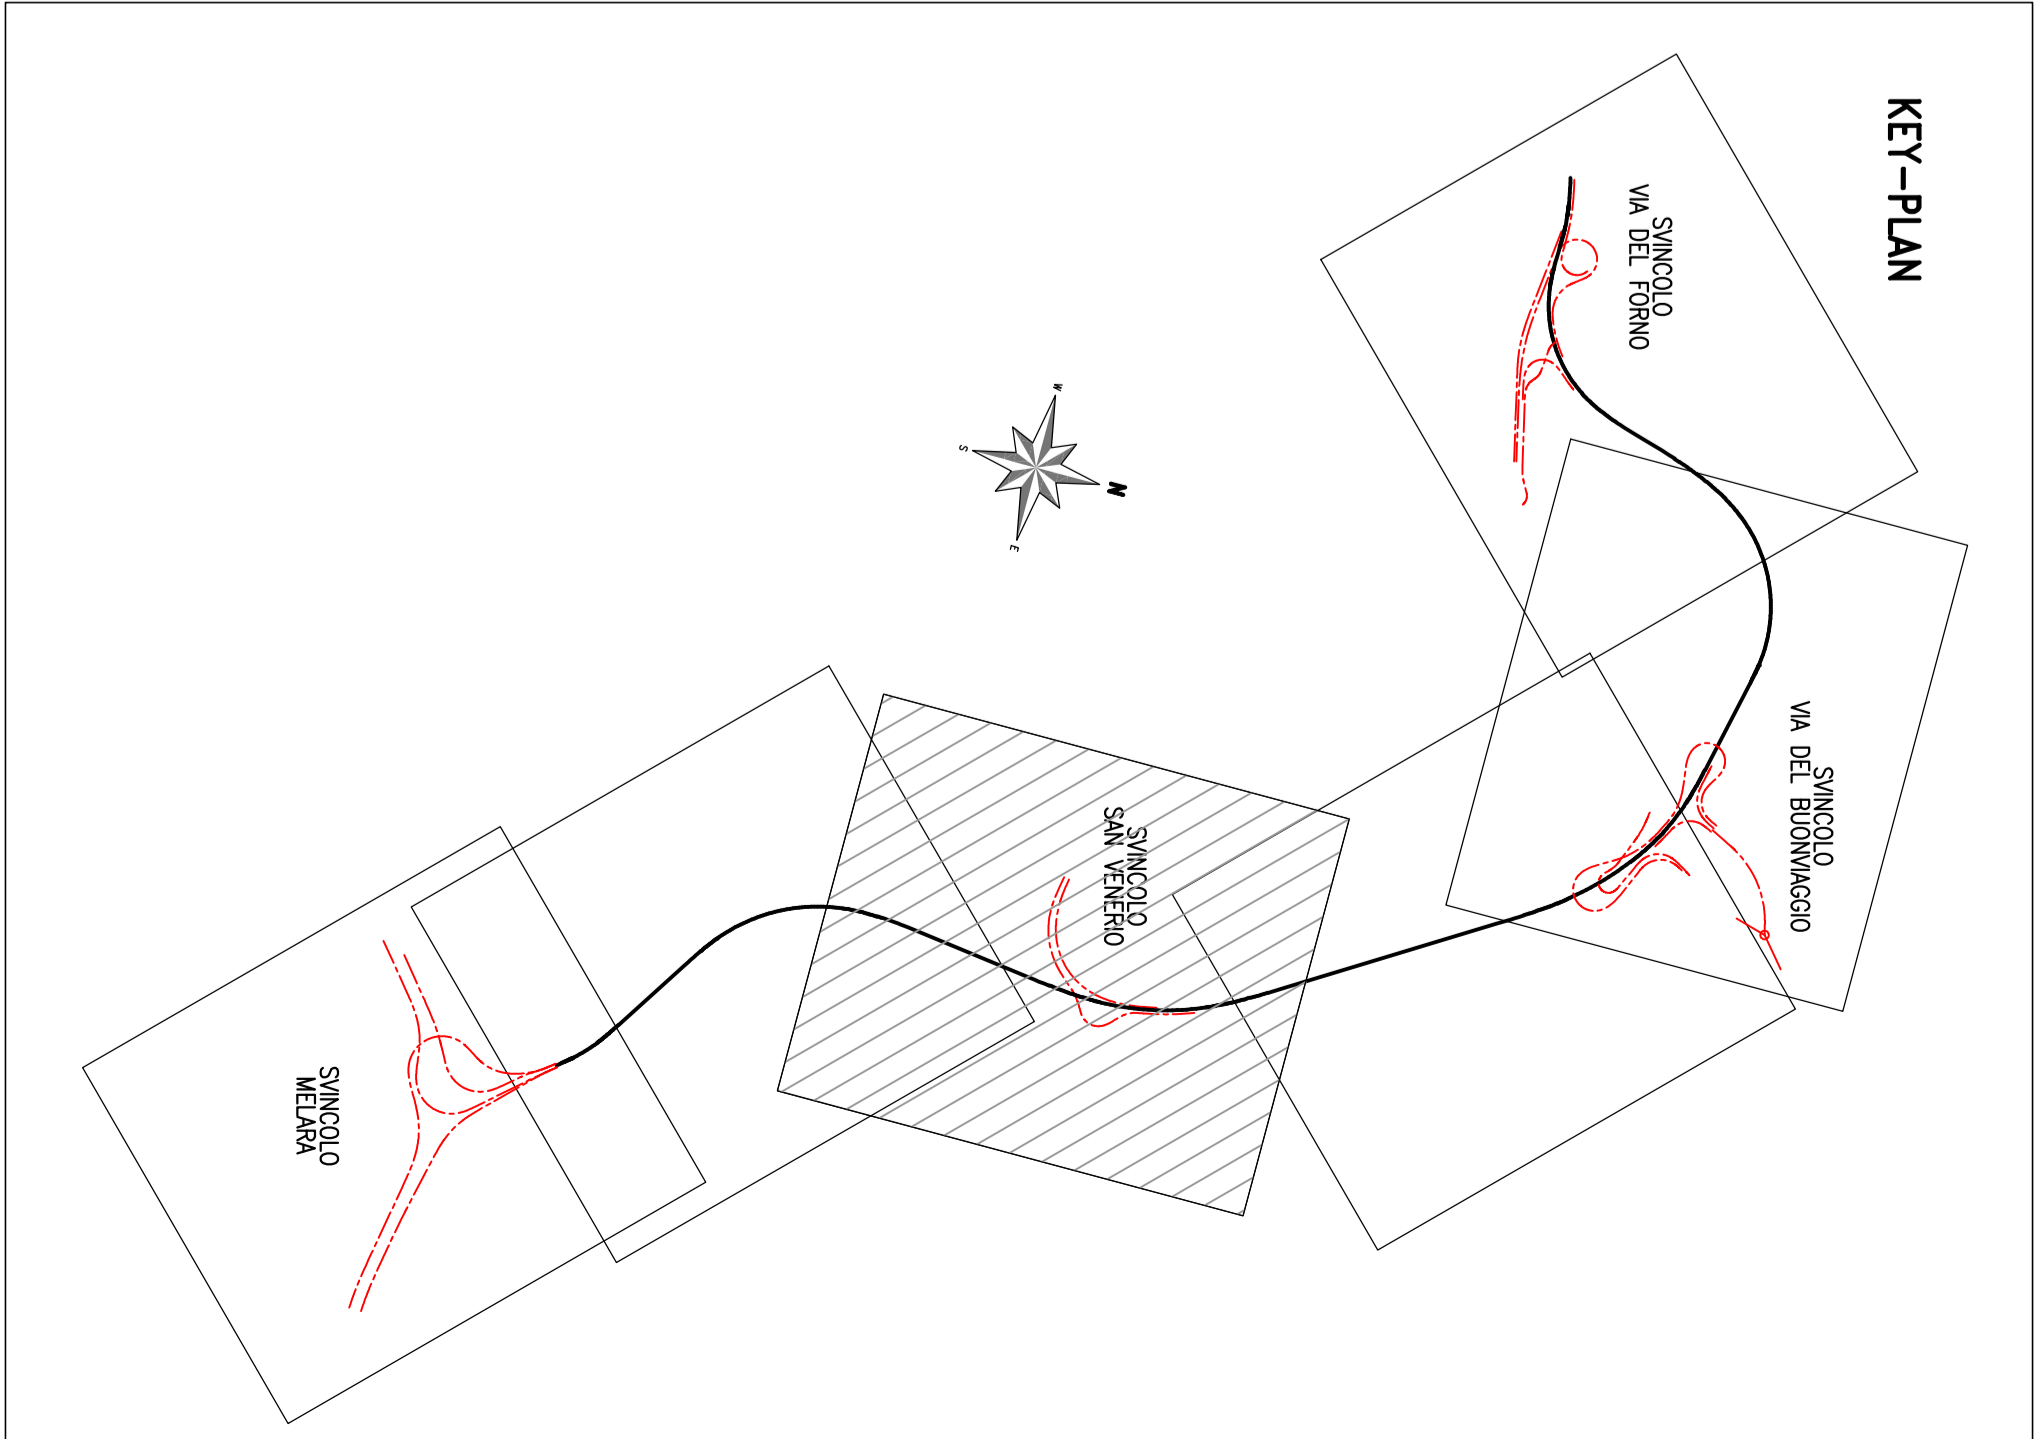 KEY-PLAN
SVINCOLO
VIA DEL FORNO
SVINCOLO
VIA DEL BUONVIAGGIO
W
N
S
E
SVINCOLO
SAN VENERIO
SVINCOLO
MELARA